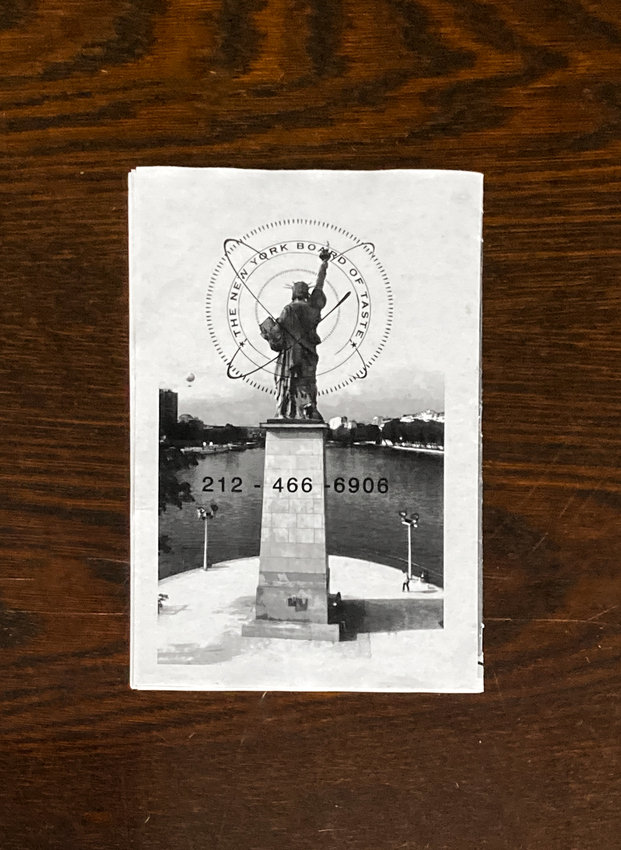 ★ THE NEW YORK BOARD OF TASTE ★
212 - 466 -6906